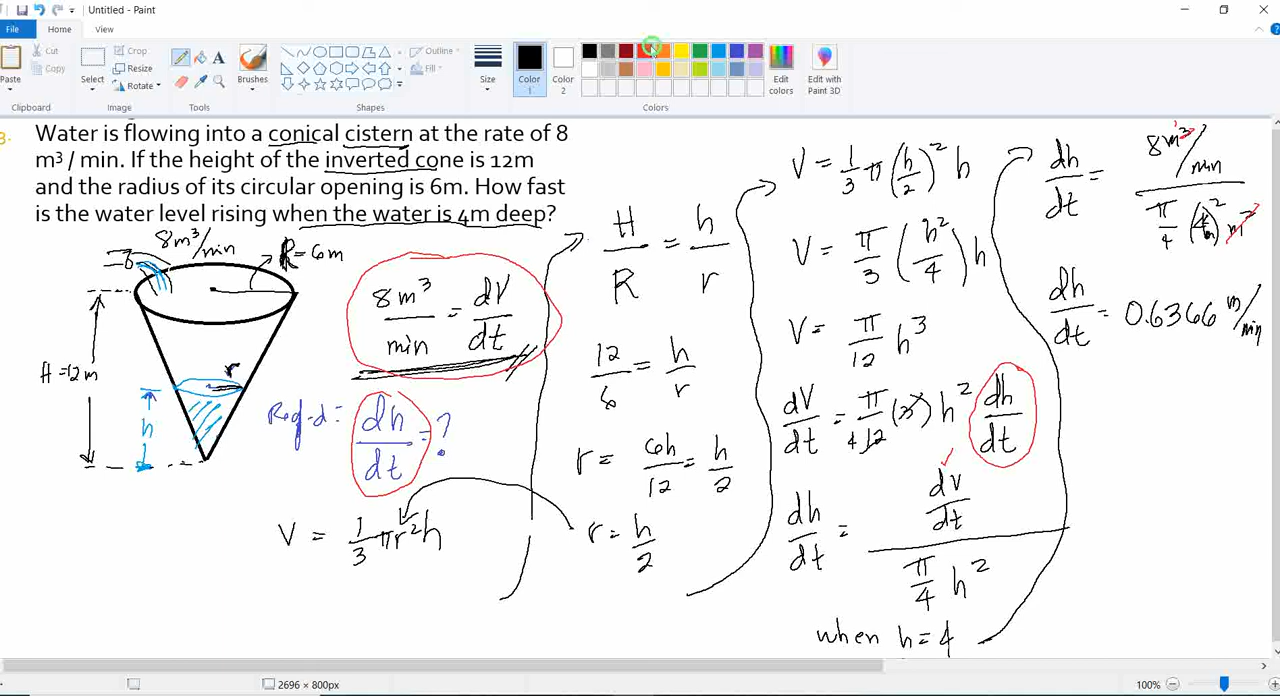 Untitled - Paint
File
Home
View
Cut
Copy
Paste
Clipboard
Select
Crop
Resize
Rotate
Image
A
Tools
Brushes
Outline
Fill
Shapes
Size
Color 1
Color 2
Edit colors
Colors
Edit with Paint 3D
3. Water is flowing into a conical cistern at the rate of 8
m³/ min. If the height of the inverted cone is 12m
and the radius of its circular opening is 6m. How fast
is the water level rising when the water is 4m deep?
8m³/min
R = 6m
H = 12m
r
h
8m³/min = dV/dt
Req-d = dh/dt = ?
V = 1/3 πr²h
H/R = h/r
12/6 = h/r
r = 6h/12 = h/2
r = h/2
V = 1/3 π (h/2)² h
V = π/3 (h²/4) h
V = π/12 h³
dV/dt = π/4 12 (3) h² dh/dt
dh/dt = dV/dt / π/4 h²
when h = 4
dh/dt = 8m³/min / π/4 (4)² m²
dh/dt = 0.6366 m/min
2696 × 800px
100%